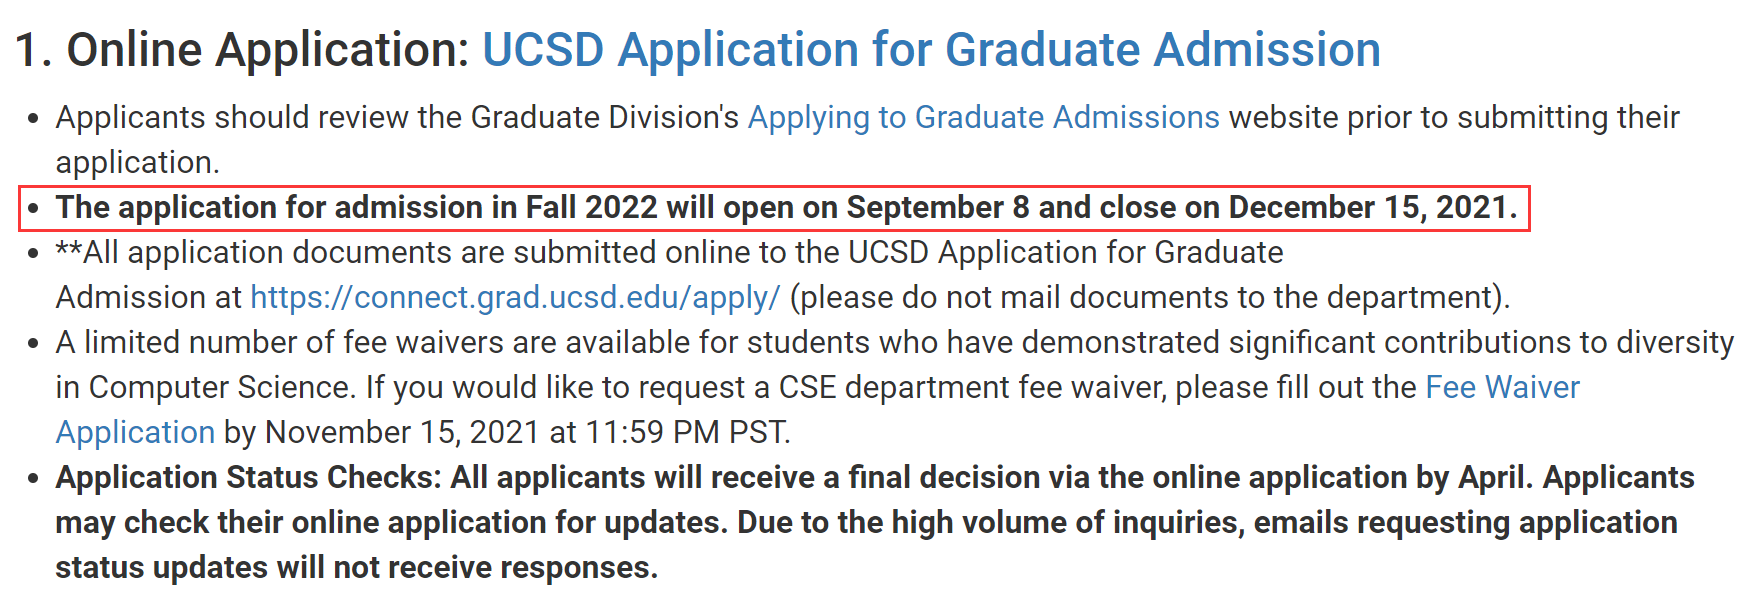 1. Online Application: UCSD Application for Graduate Admission
• Applicants should review the Graduate Division's Applying to Graduate Admissions website prior to submitting their
application.
• The application for admission in Fall 2022 will open on September 8 and close on December 15, 2021.
• **All application documents are submitted online to the UCSD Application for Graduate
Admission at https://connect.grad.ucsd.edu/apply/ (please do not mail documents to the department).
• A limited number of fee waivers are available for students who have demonstrated significant contributions to diversity
in Computer Science. If you would like to request a CSE department fee waiver, please fill out the Fee Waiver
Application by November 15, 2021 at 11:59 PM PST.
• Application Status Checks: All applicants will receive a final decision via the online application by April. Applicants
may check their online application for updates. Due to the high volume of inquiries, emails requesting application
status updates will not receive responses.